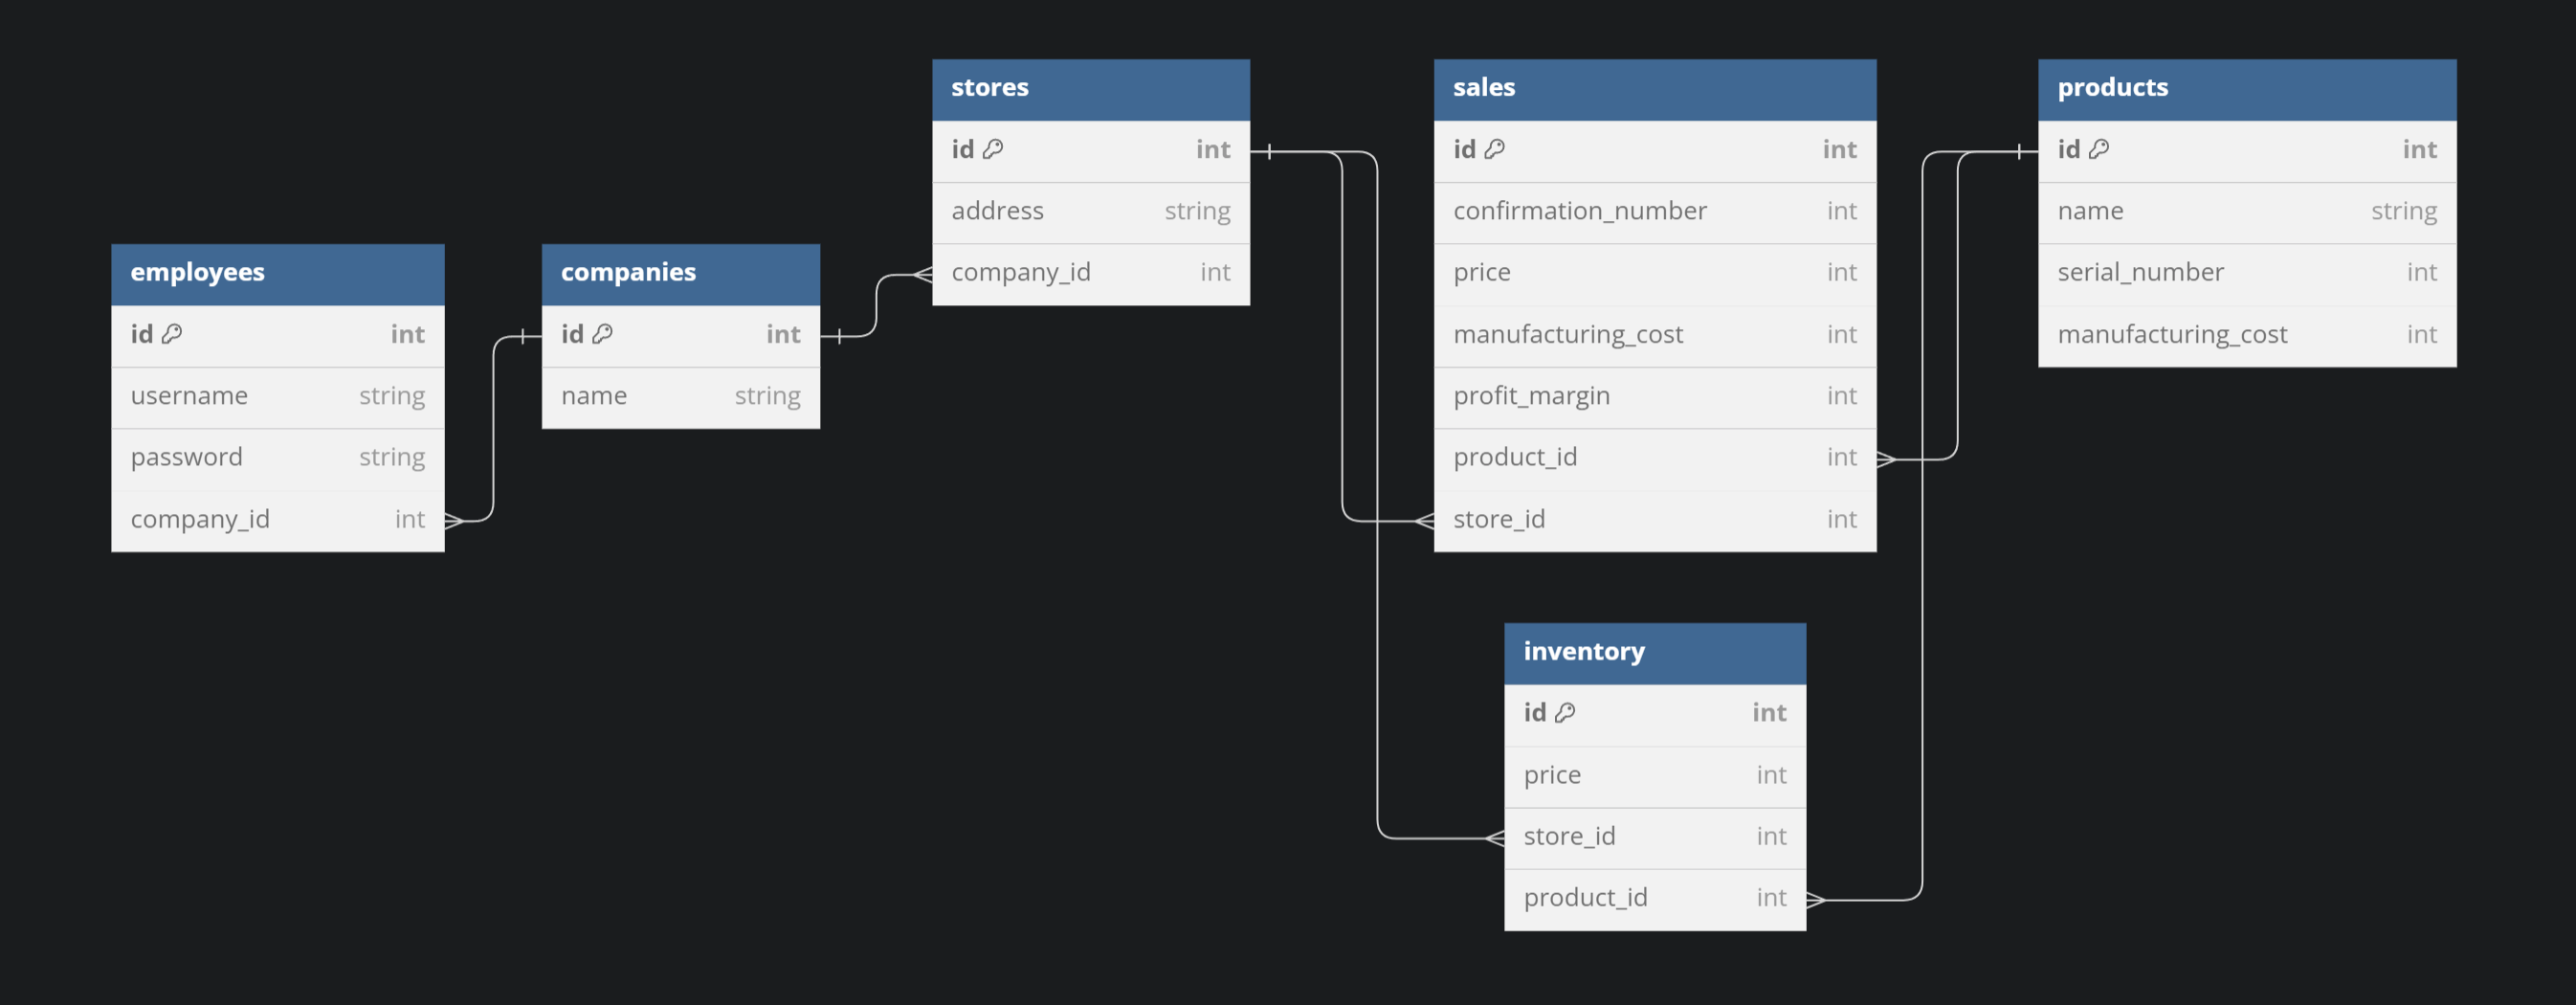 stores
id int
address string
company_id int
sales
id int
confirmation_number int
price int
manufacturing_cost int
profit_margin int
product_id int
store_id int
products
id int
name string
serial_number int
manufacturing_cost int
employees
id int
username string
password string
company_id int
companies
id int
name string
inventory
id int
price int
store_id int
product_id int